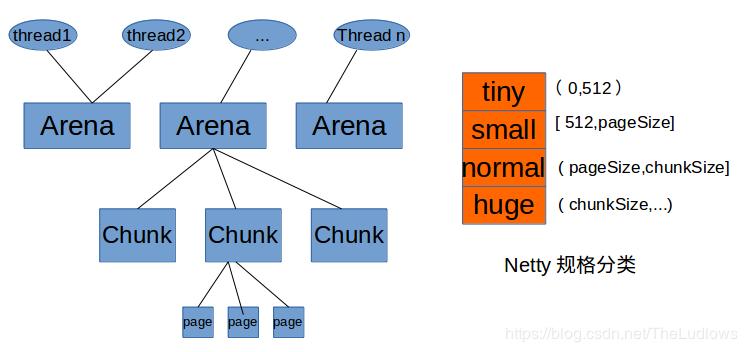 thread1
thread2
...
Thread n
Arena
Arena
Arena
Chunk
Chunk
Chunk
page
page
page
tiny
( 0,512 )
small
[ 512,pageSize]
normal
( pageSize,chunkSize]
huge
( chunkSize,...)
Netty 规格分类
https://blog.csdn.net/TheLudlows